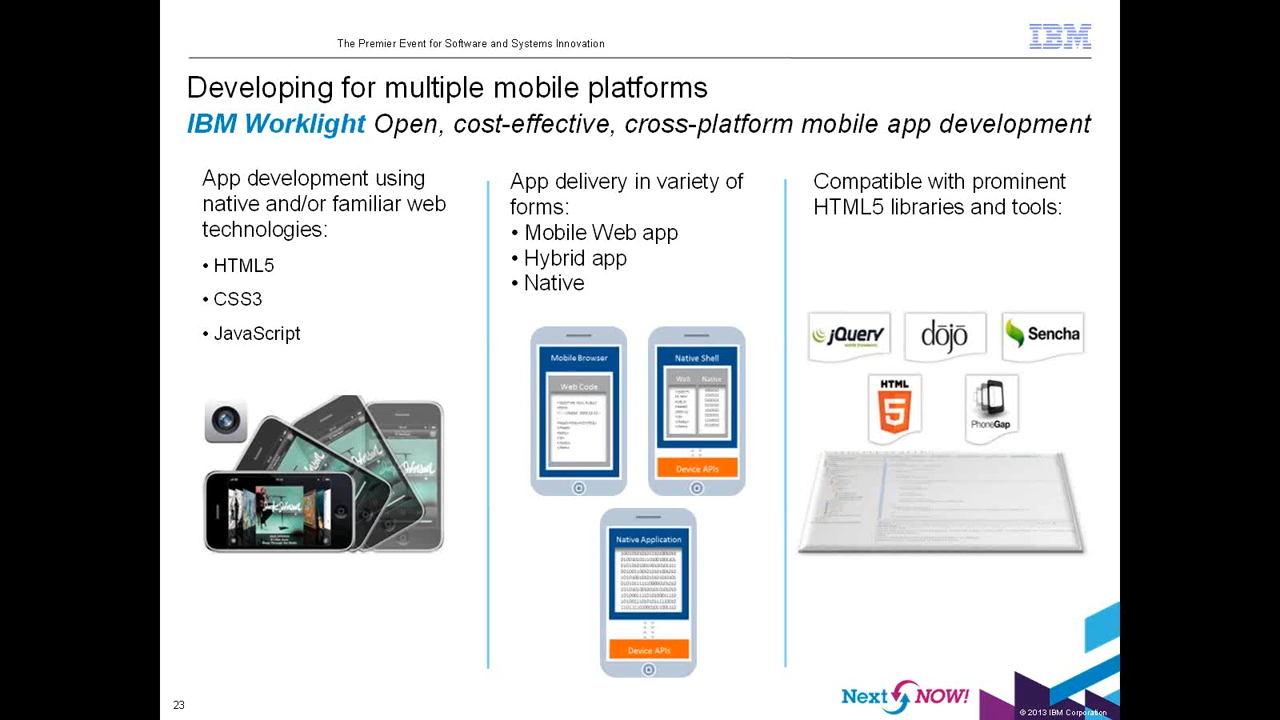 er Event for Software and Systems Innovation
IBM
Developing for multiple mobile platforms
IBM Worklight Open, cost-effective, cross-platform mobile app development
App development using
native and/or familiar web
technologies:
• HTML5
• CSS3
• JavaScript
App delivery in variety of
forms:
• Mobile Web app
• Hybrid app
• Native
Mobile Browser
Web Code
Native Shell
Web Native
Device APIs
Native Application
Device APIs
Compatible with prominent
HTML5 libraries and tools:
jQuery
dōjō
Sencha
HTML
5
PhoneGap
23
Next NOW!
© 2013 IBM Corporation